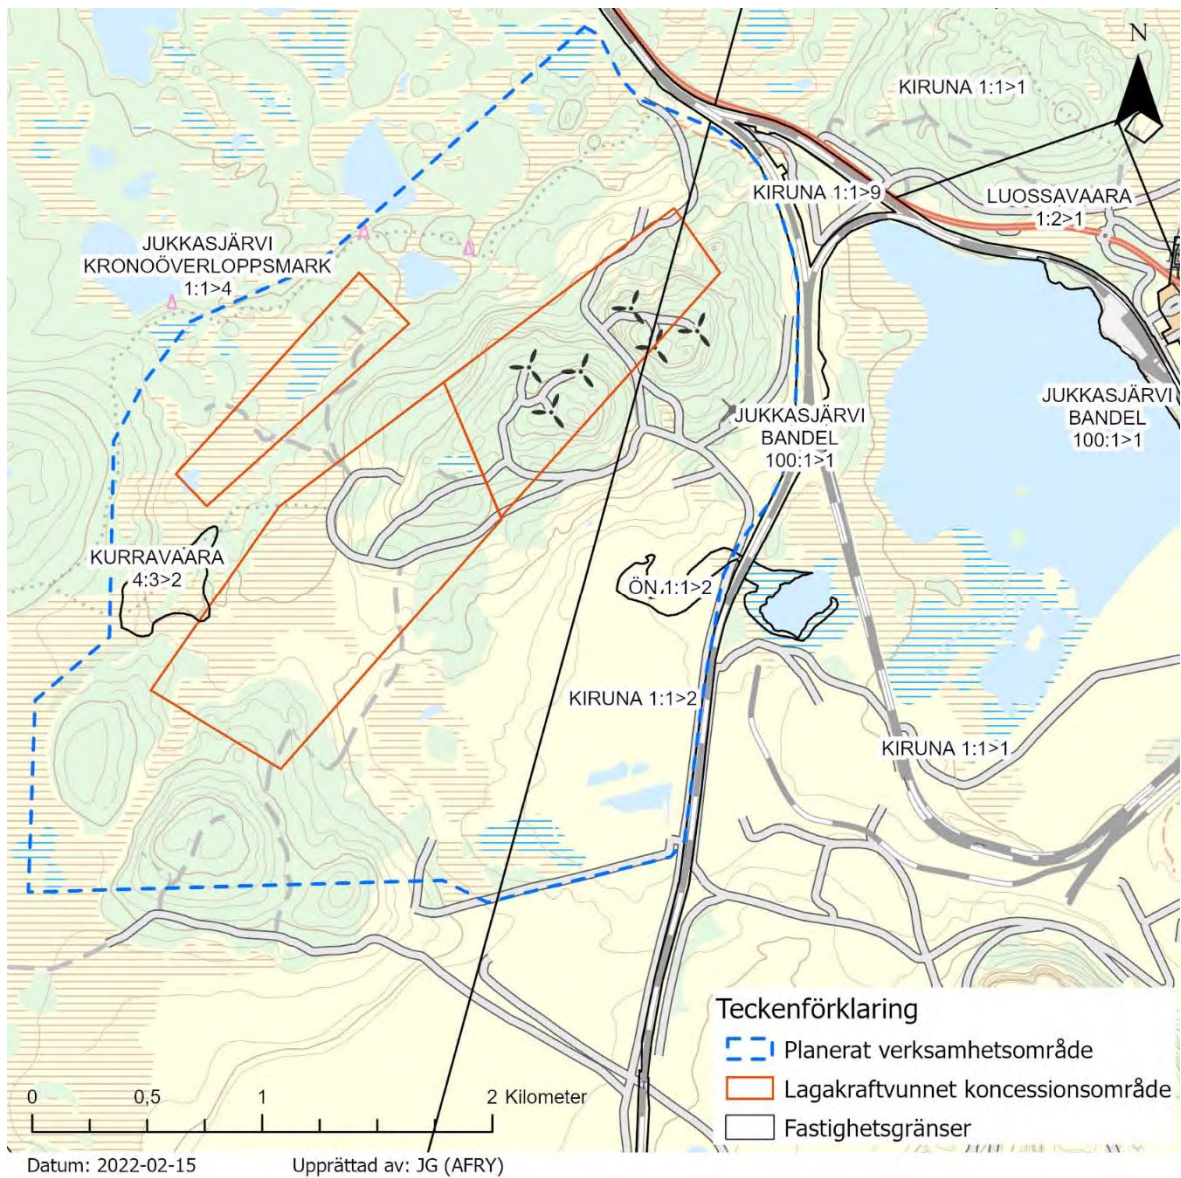 N
KIRUNA 1:1>1
KIRUNA 1:1>9
LUOSSAVAARA
1:2>1
JUKKASJÄRVI
KRONOÖVERLOPPSMARK
1:1>4
JUKKASJÄRVI
BANDEL
100:1>1
JUKKASJÄRVI
BANDEL
100:1>1
KURRAVAARA
4:3>2
ÖN 1:1>2
KIRUNA 1:1>2
KIRUNA 1:1>1
Teckenförklaring
Planerat verksamhetsområde
Lagakraftvunnet koncessionsområde
Fastighetsgränser
0 0,5 1 2 Kilometer
Datum: 2022-02-15 Upprättad av: JG (AFRY)